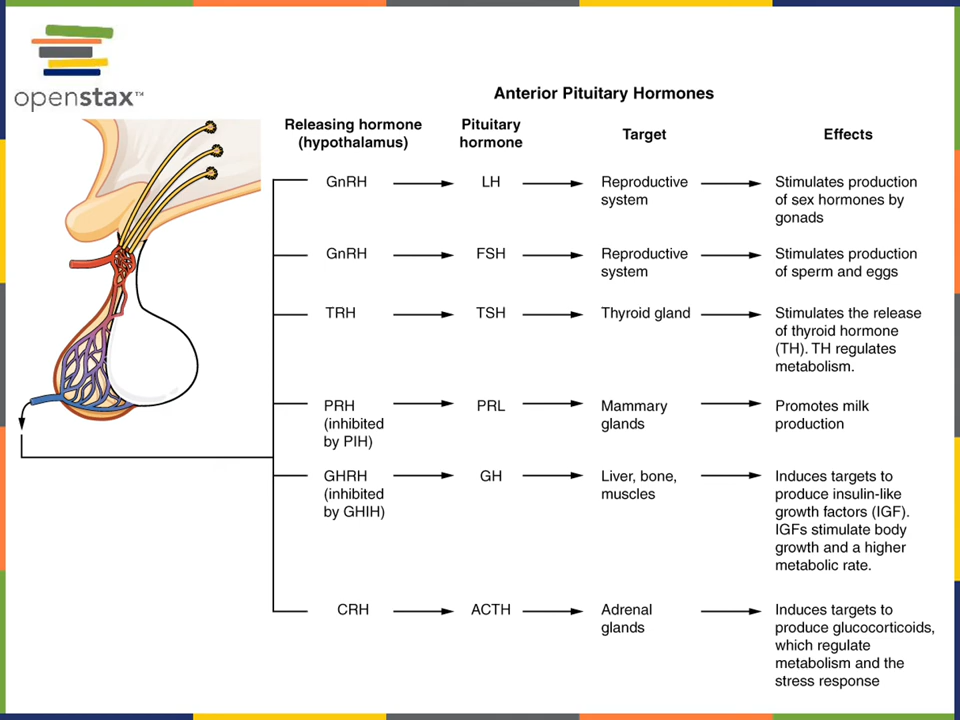 openstax™
Anterior Pituitary Hormones
Releasing hormone
(hypothalamus)
Pituitary
hormone
Target
Effects
GnRH
LH
Reproductive
system
Stimulates production
of sex hormones by
gonads
GnRH
FSH
Reproductive
system
Stimulates production
of sperm and eggs
TRH
TSH
Thyroid gland
Stimulates the release
of thyroid hormone
(TH). TH regulates
metabolism.
PRH
(inhibited
by PIH)
PRL
Mammary
glands
Promotes milk
production
GHRH
(inhibited
by GHIH)
GH
Liver, bone,
muscles
Induces targets to
produce insulin-like
growth factors (IGF).
IGFs stimulate body
growth and a higher
metabolic rate.
CRH
ACTH
Adrenal
glands
Induces targets to
produce glucocorticoids,
which regulate
metabolism and the
stress response